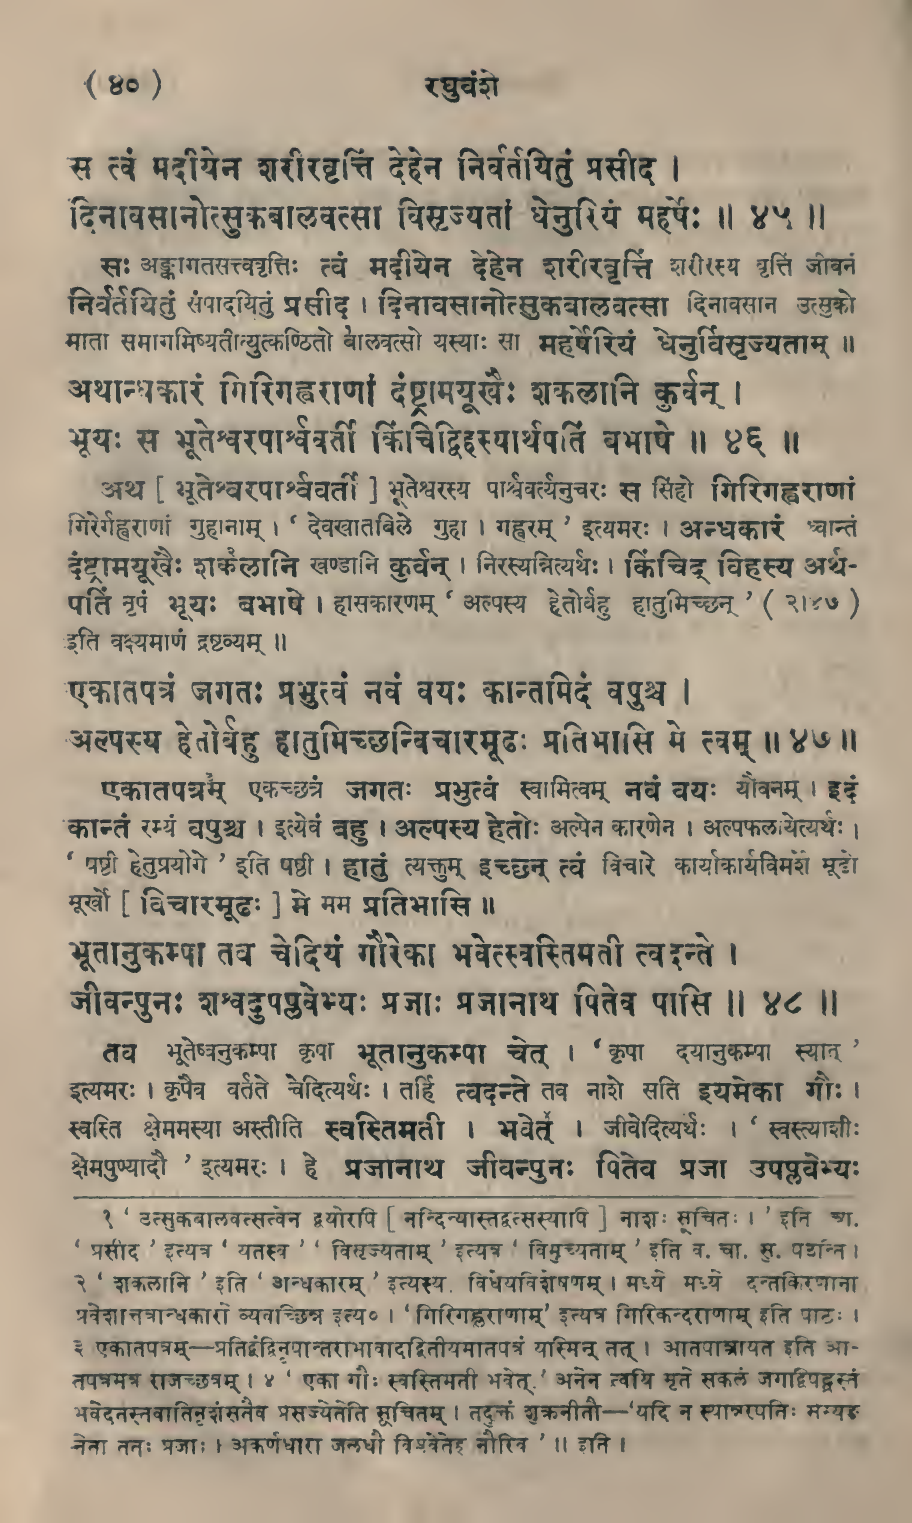 ( ४० ) रघुवंशे
स त्वं मदीयेन शरीरवृत्तिं देहेन निर्वर्तयितुं प्रसीद ।
दिनावसानोत्सुकबालवत्सा विसृज्यतां धेनुरियं महर्षेः ॥ ४५ ॥
सः अङ्कागतसत्त्ववृत्तिः त्वं मदीयेन देहेन शरीरवृत्तिं शरीरस्य वृत्तिं जीवनं
निर्वर्तयितुं संपादयितुं प्रसीद । दिनावसानोत्सुकबालवत्सा दिनावसान उत्सुको
माता समागमिष्यतीत्युत्कण्ठितो बालवत्सो यस्याः सा महर्षेरियं धेनुर्विसृज्यताम् ॥
अथान्धकारं गिरिगह्वराणां दंष्ट्रामयूखैः शकलानि कुर्वन् ।
भूयः स भूतेश्वरपार्श्ववर्ती किंचिद्विहस्यार्थपतिं बभाषे ॥ ४६ ॥
अथ [ भूतेश्वरपार्श्ववर्ती ] भूतेश्वरस्य पार्श्ववर्त्यनुचरः स सिंहो गिरिगह्वराणां
गिरेर्गह्वराणां गुहानाम् । ‘ देवखातबिले गुहा । गह्वरम् ’ इत्यमरः । अन्धकारं ध्वान्तं
दंष्ट्रामयूखैः शकलानि खण्डानि कुर्वन् । निरस्यन्नित्यर्थः । किंचिद् विहस्य अर्थ-
पतिं नृपं भूयः बभाषे । हासकारणम् ‘ अल्पस्य हेतोर्बहु हातुमिच्छन् ’ ( २।४७ )
इति वक्ष्यमाणं द्रष्टव्यम् ॥
एकातपत्रं जगतः प्रभुत्वं नवं वयः कान्तमिदं वपुश्च ।
अल्पस्य हेतोर्बहु हातुमिच्छन्विचारमूढः प्रतिभासि मे त्वम् ॥ ४७ ॥
एकातपत्रम् एकच्छत्रं जगतः प्रभुत्वं स्वामित्वम् नवं वयः यौवनम् । इदं
कान्तं रम्यं वपुश्च । इत्येवं बहु । अल्पस्य हेतोः अल्पेन कारणेन । अल्पफलायेत्यर्थः ।
‘ षष्ठी हेतुप्रयोगे ’ इति षष्ठी । हातुं त्यक्तुम् इच्छन् त्वं विचारे कार्याकार्यविमर्शे मूढो
मूर्खो [ विचारमूढः ] मे मम प्रतिभासि ॥
भूतानुकम्पा तव चेदियं गौरेका भवेत्स्वस्तिमती त्वदन्ते ।
जीवन्पुनः शश्वदुपप्लवेभ्यः प्रजाः प्रजानाथ पितेव पासि ॥ ४८ ॥
तव भूतेष्वनुकम्पा कृपा भूतानुकम्पा चेत् । ‘ कृपा दयानुकम्पा स्यात् ’
इत्यमरः । कृपैव वर्तते चेदित्यर्थः । तर्हि त्वदन्ते तव नाशे सति इयमेका गौः ।
स्वस्ति क्षेममस्या अस्तीति स्वस्तिमती । भवेत् । जीवेदित्यर्थः । ‘ स्वस्त्याशीः
क्षेमपुण्यादौ ’ इत्यमरः । हे प्रजानाथ जीवन्पुनः पितेव प्रजा उपप्लवेभ्यः
१ ‘ उत्सुकबालवत्सत्वेन द्वयोरपि [ नन्दिन्यास्तद्वत्सस्यापि ] नाशः सूचितः । ’ इति
‘ प्रसीद ’ इत्यत्र ‘ यतस्व ’ ‘ विसृज्यताम् ’ इत्यत्र ‘ विमुच्यताम् ’ इति व. चा. सु. पठन्ति ।
२ ‘ शकलानि ’ इति ‘ अन्धकारम् ’ इत्यस्य विधेयविशेषणम् । मध्ये मध्ये दन्तकिरणाना
प्रवेशात्तत्रान्धकारो व्यवच्छिन्न इत्य० । ‘गिरिगह्वराणाम्’ इत्यत्र गिरिकन्दराणाम् इति पाठः ।
३ एकातपत्रम्—प्रतिद्वंद्विनृपान्तराभावादद्वितीयमातपत्रं यस्मिन् तत् । आतपात्त्रायत इति आ-
तपत्रमत्र राजच्छत्रम् । ४ ‘ एका गौः स्वस्तिमती भवेत् ’ अनेन त्वयि मृते सकलं जगद्विपद्ग्रस्तं
भवेदतस्तवातिनृशंसतैव प्रसज्येतेति सूचितम् । तदुक्तं शुक्रनीतौ—‘यदि न स्यान्नरपतिः सम्यङ्
नेता ततः प्रजाः । अकर्णधारा जलधौ विप्लवेतेह नौरिव ’ ॥ इति ।